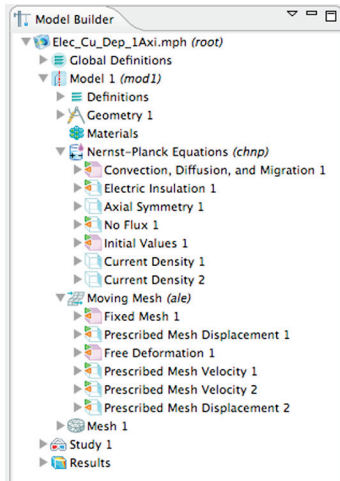 Model Builder
Elec_Cu_Dep_1Axi.mph (root)
Global Definitions
Model 1 (mod1)
Definitions
Geometry 1
Materials
Nernst-Planck Equations (chnp)
Convection, Diffusion, and Migration 1
Electric Insulation 1
Axial Symmetry 1
No Flux 1
Initial Values 1
Current Density 1
Current Density 2
Moving Mesh (ale)
Fixed Mesh 1
Prescribed Mesh Displacement 1
Free Deformation 1
Prescribed Mesh Velocity 1
Prescribed Mesh Velocity 2
Prescribed Mesh Displacement 2
Mesh 1
Study 1
Results